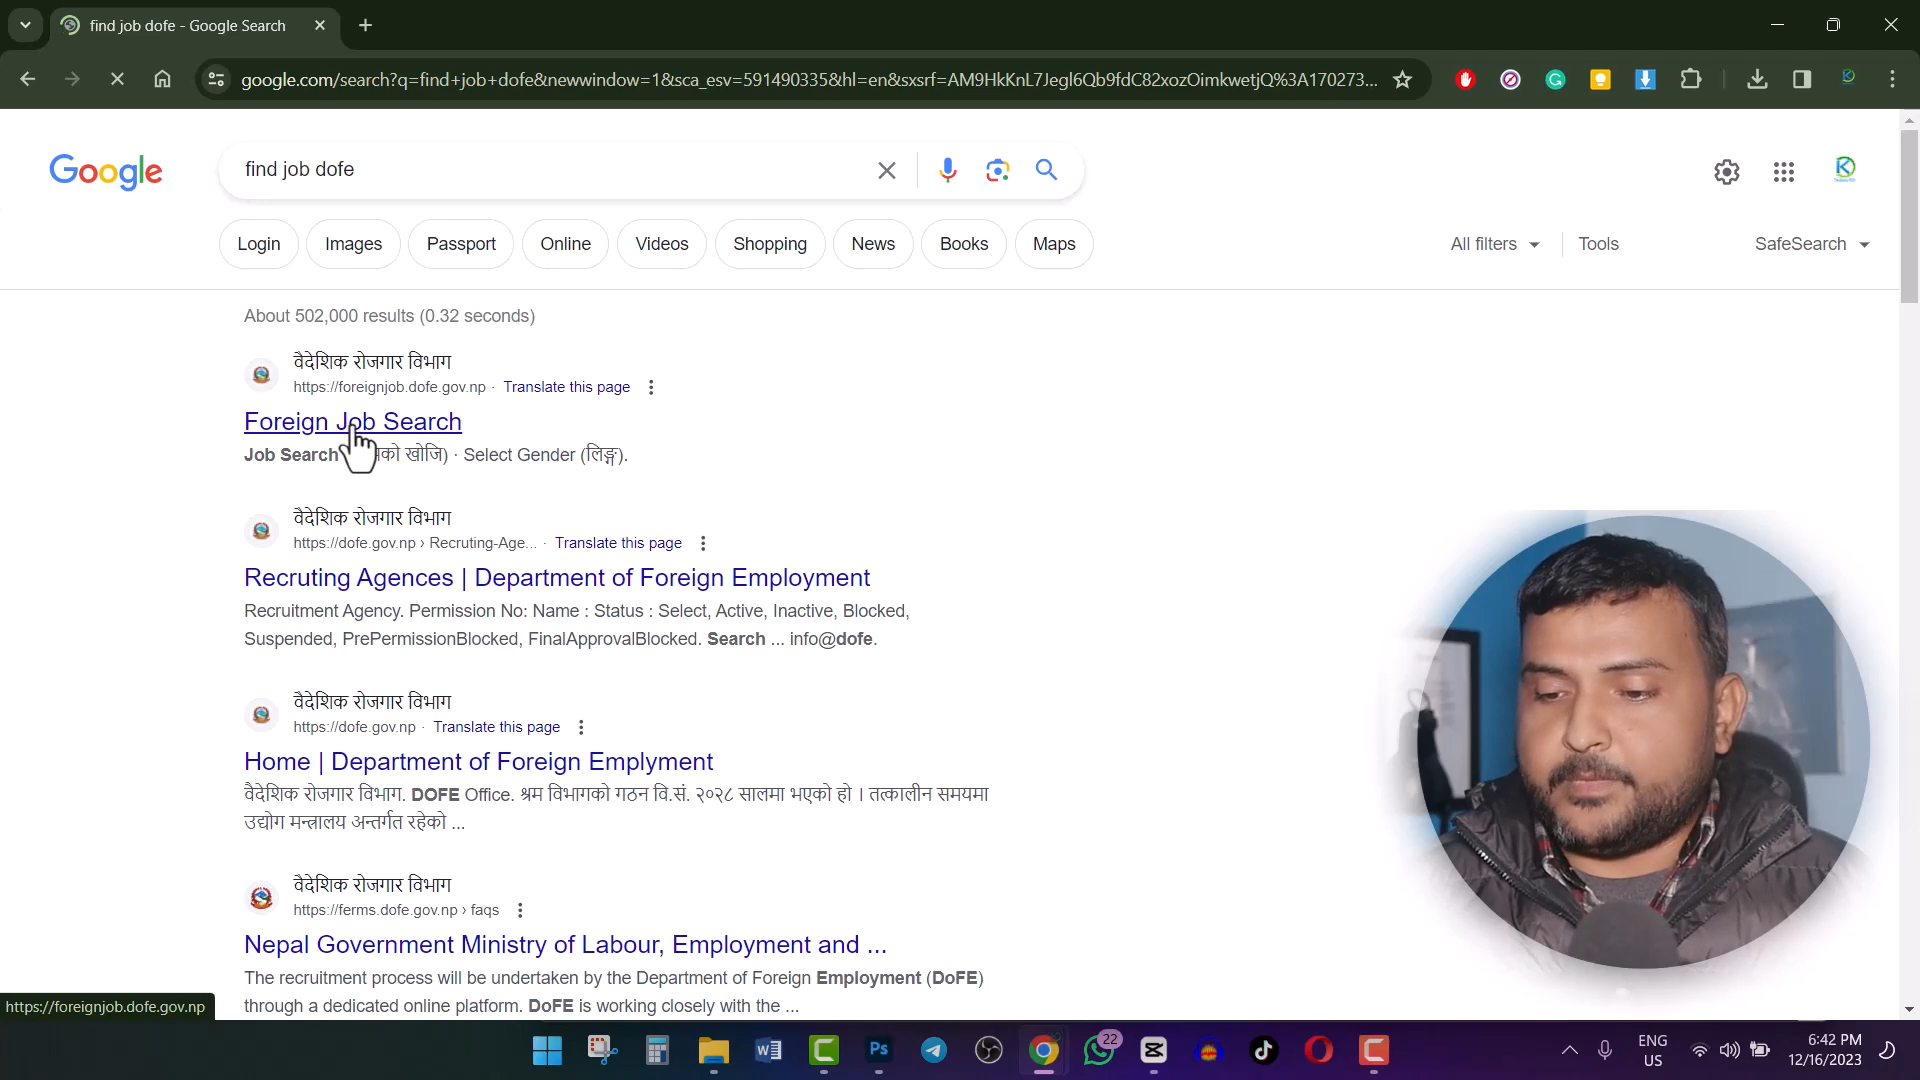 find job dofe - Google Search
google.com/search?q=find+job+dofe&newwindow=1&sca_esv=591490335&hl=en&sxsrf=AM9HkKnL7Jegl6Qb9fdC82xozOimkwetjQ%3A170273...
Google
find job dofe
Login Images Passport Online Videos Shopping News Books Maps All filters Tools SafeSearch
About 502,000 results (0.32 seconds)
वैदेशिक रोजगार विभाग
https://foreignjob.dofe.gov.np · Translate this page
Foreign Job Search
Job Search को खोजि) · Select Gender (लिङ्ग).
वैदेशिक रोजगार विभाग
https://dofe.gov.np › Recruting-Age... · Translate this page
Recruting Agences | Department of Foreign Employment
Recruitment Agency. Permission No: Name : Status : Select, Active, Inactive, Blocked,
Suspended, PrePermissionBlocked, FinalApprovalBlocked. Search ... info@dofe.
वैदेशिक रोजगार विभाग
https://dofe.gov.np · Translate this page
Home | Department of Foreign Emplyment
वैदेशिक रोजगार विभाग. DOFE Office. श्रम विभागको गठन वि.सं. २०२८ सालमा भएको हो । तत्कालीन समयमा
उद्योग मन्त्रालय अन्तर्गत रहेको ...
वैदेशिक रोजगार विभाग
https://ferms.dofe.gov.np › faqs
Nepal Government Ministry of Labour, Employment and ...
The recruitment process will be undertaken by the Department of Foreign Employment (DoFE)
through a dedicated online platform. DoFE is working closely with the ...
https://foreignjob.dofe.gov.np
Ps
22
ENG
US
6:42 PM
12/16/2023